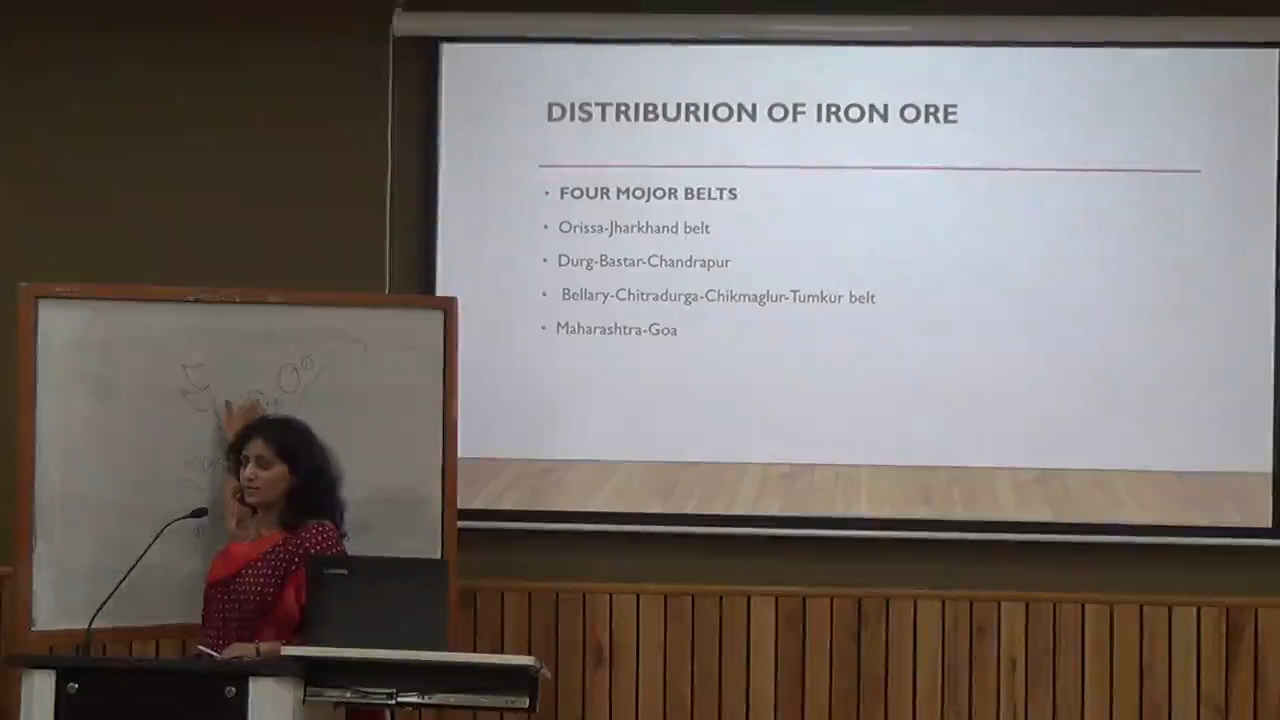 DISTRIBURION OF IRON ORE
• FOUR MOJOR BELTS
• Orissa-Jharkhand belt
• Durg-Bastar-Chandrapur
• Bellary-Chitradurga-Chikmaglur-Tumkur belt
• Maharashtra-Goa